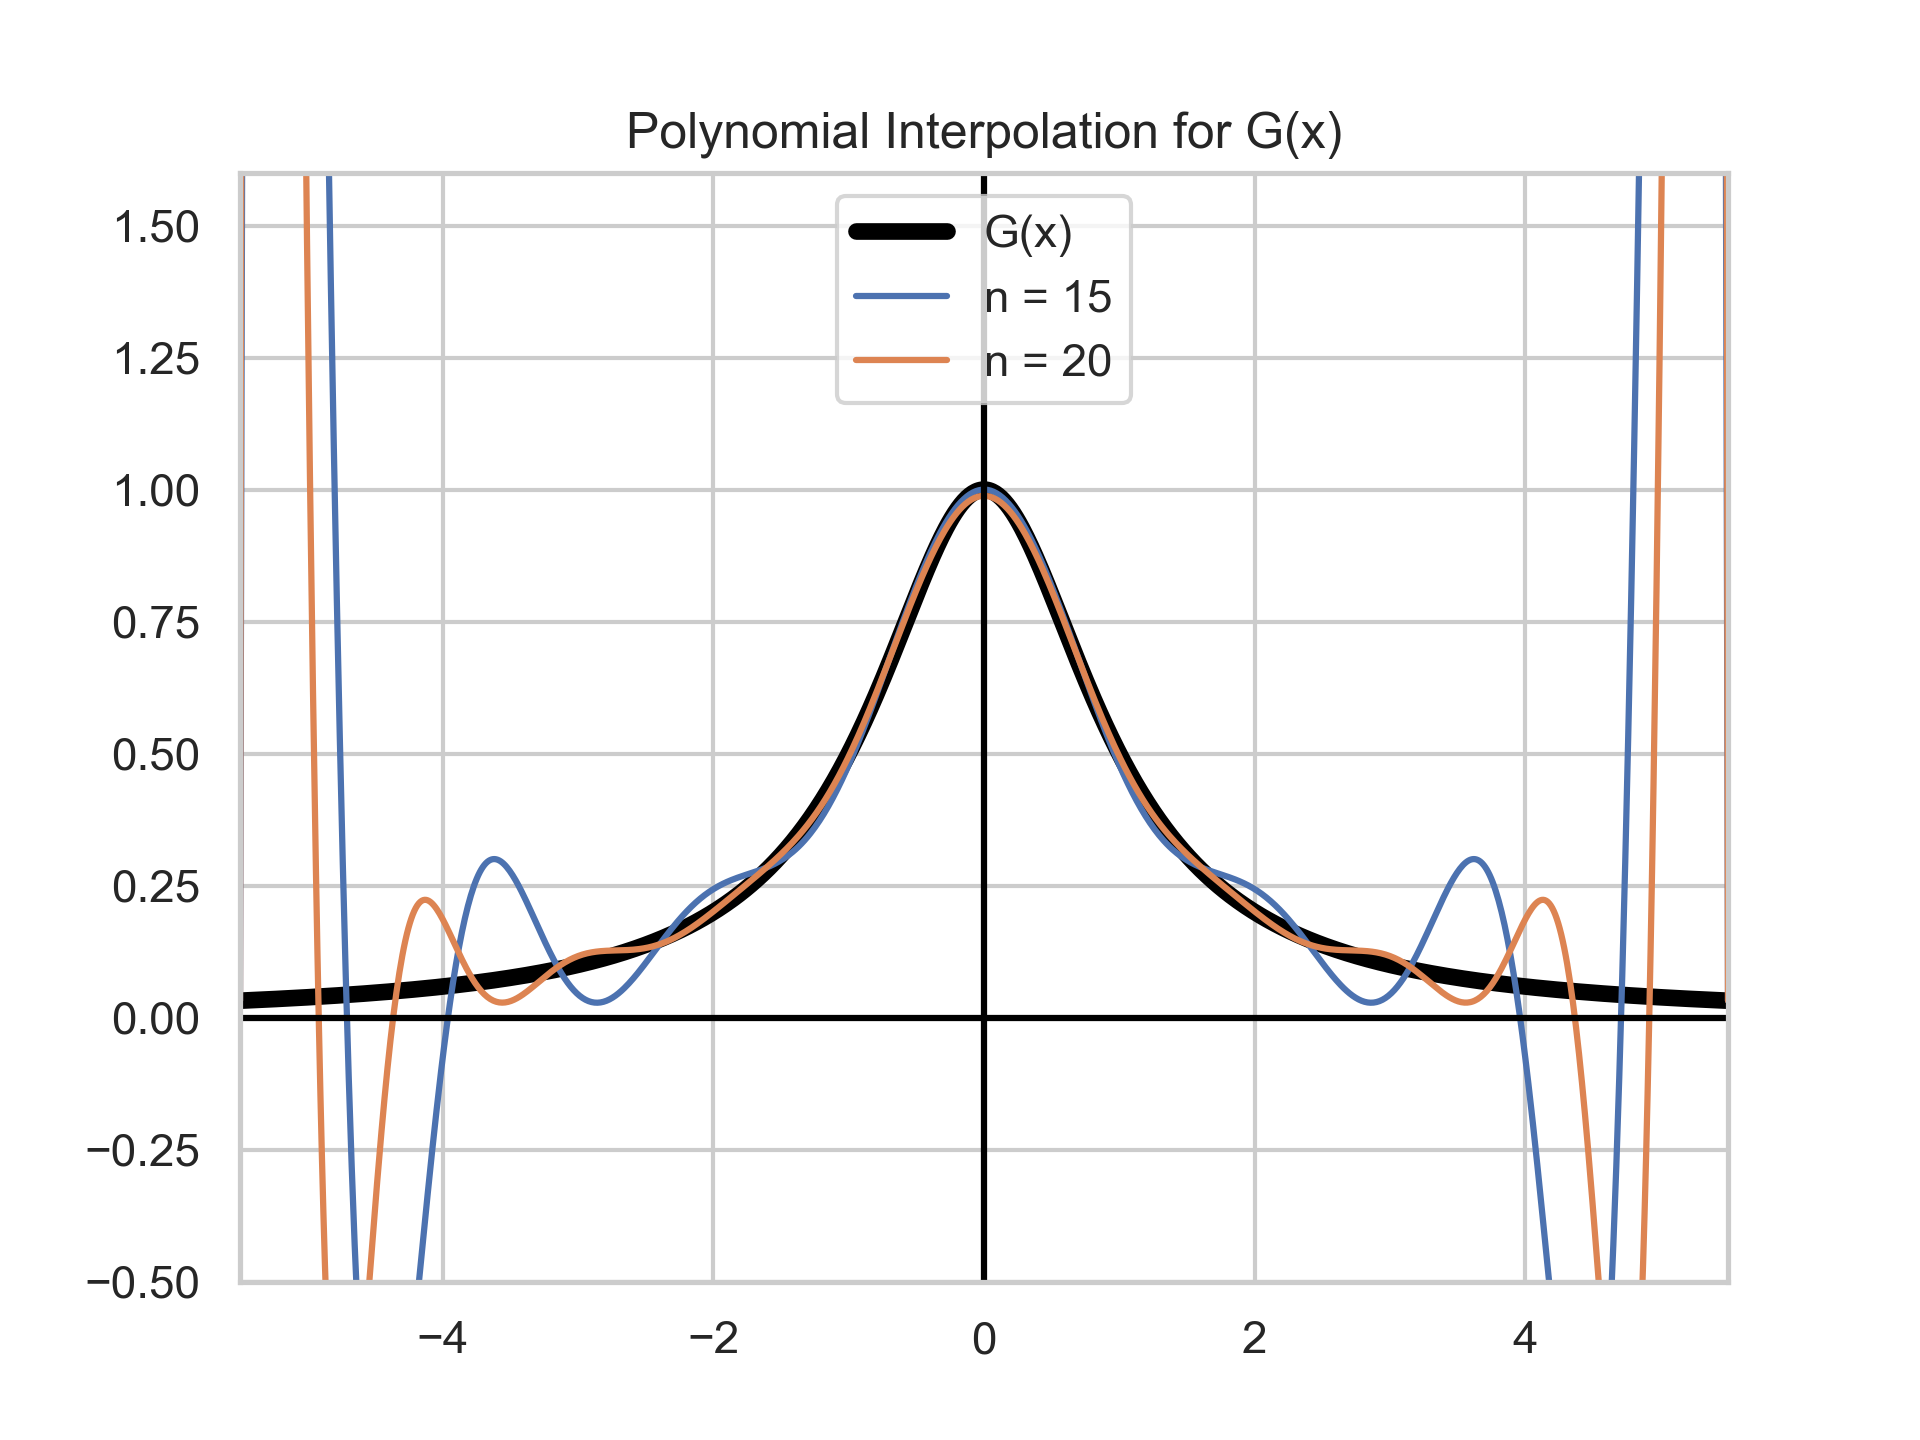 Polynomial Interpolation for G(x)
G(x)
n = 15
n = 20
1.50
1.25
1.00
0.75
0.50
0.25
0.00
−0.25
−0.50
−4 −2 0 2 4